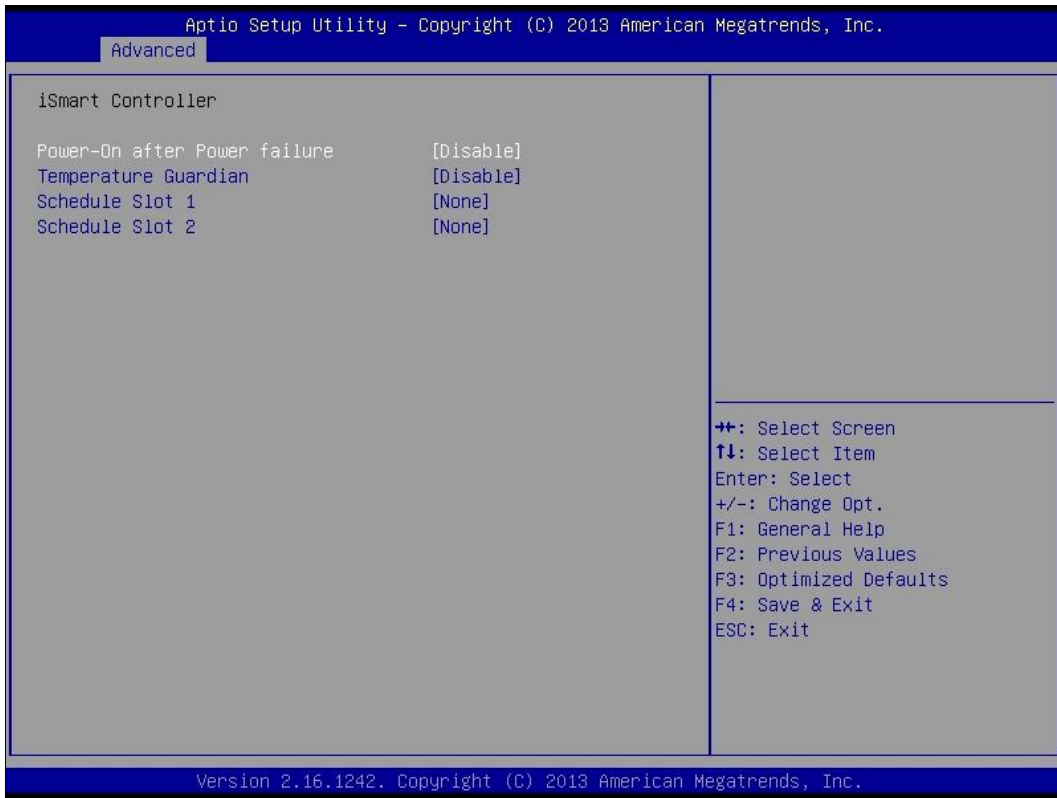 Aptio Setup Utility – Copyright (C) 2013 American Megatrends, Inc.
Advanced
iSmart Controller
Power-On after Power failure [Disable]
Temperature Guardian [Disable]
Schedule Slot 1 [None]
Schedule Slot 2 [None]
→←: Select Screen
↑↓: Select Item
Enter: Select
+/-: Change Opt.
F1: General Help
F2: Previous Values
F3: Optimized Defaults
F4: Save & Exit
ESC: Exit
Version 2.16.1242. Copyright (C) 2013 American Megatrends, Inc.